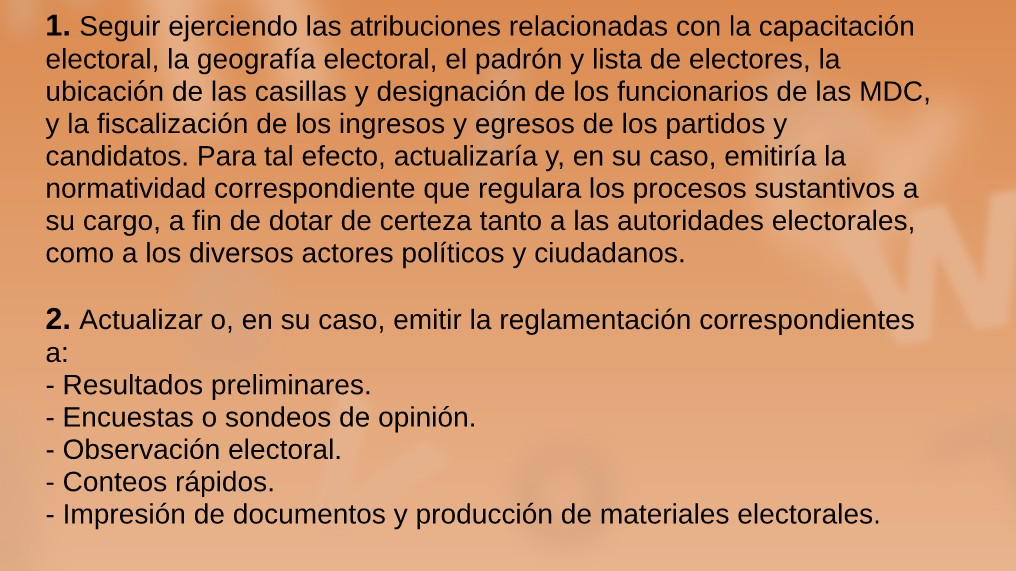 1. Seguir ejerciendo las atribuciones relacionadas con la capacitación
electoral, la geografía electoral, el padrón y lista de electores, la
ubicación de las casillas y designación de los funcionarios de las MDC,
y la fiscalización de los ingresos y egresos de los partidos y
candidatos. Para tal efecto, actualizaría y, en su caso, emitiría la
normatividad correspondiente que regulara los procesos sustantivos a
su cargo, a fin de dotar de certeza tanto a las autoridades electorales,
como a los diversos actores políticos y ciudadanos.
2. Actualizar o, en su caso, emitir la reglamentación correspondientes
a:
- Resultados preliminares.
- Encuestas o sondeos de opinión.
- Observación electoral.
- Conteos rápidos.
- Impresión de documentos y producción de materiales electorales.